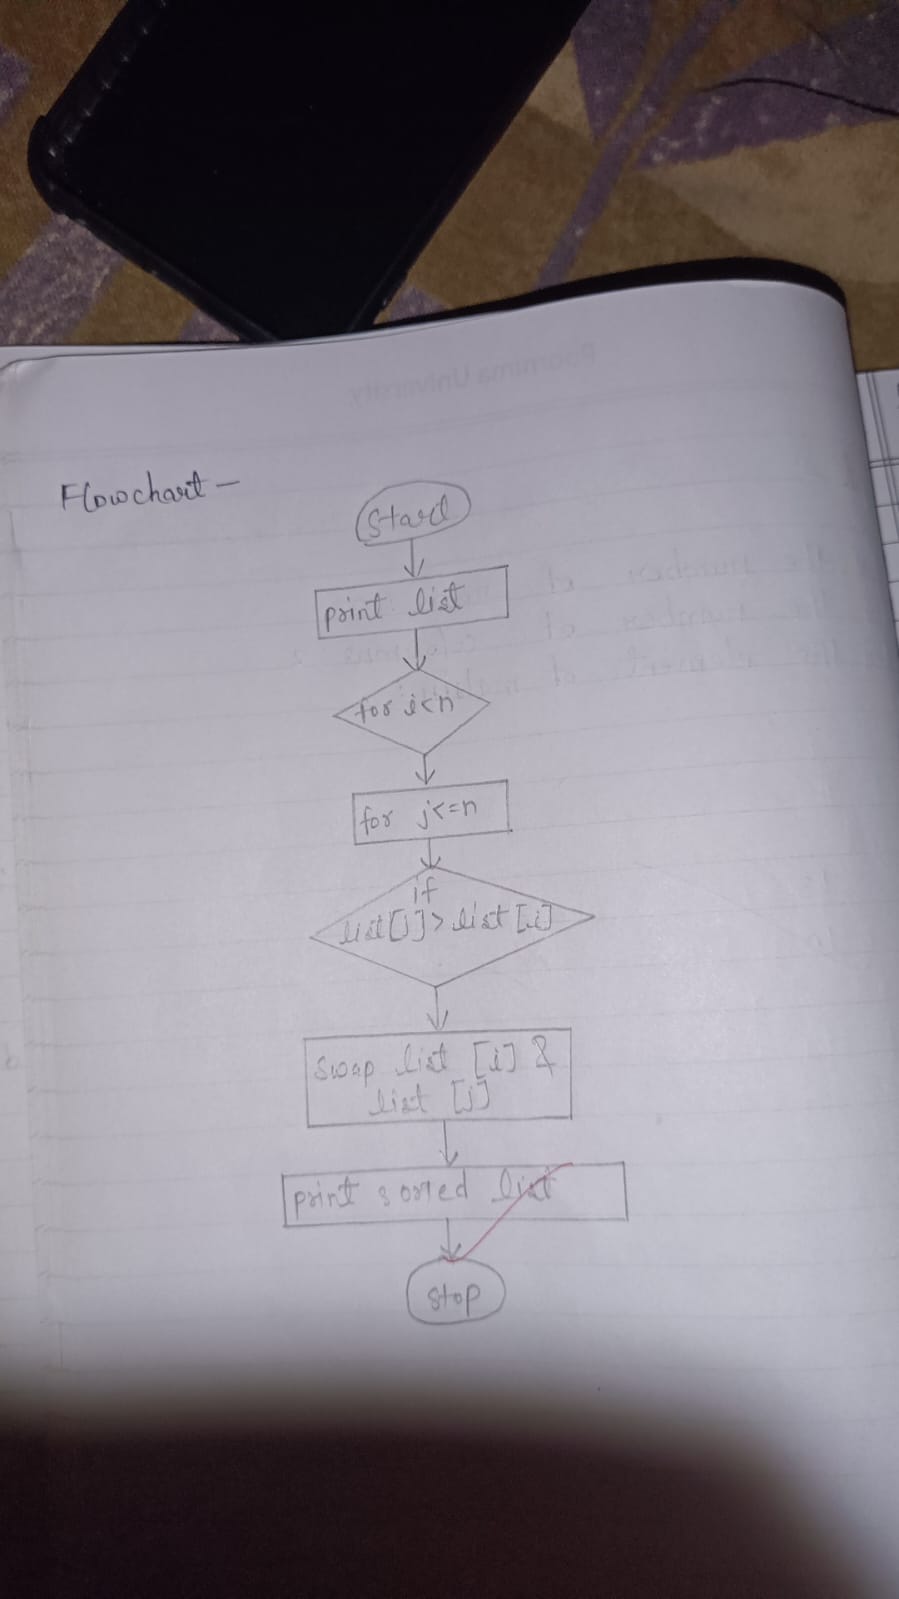 Flowchart -
Start
print list
for i<n
for j<=n
if
list[j]> list [i]
Swap list [i] &
list [j]
print sorted list
stop